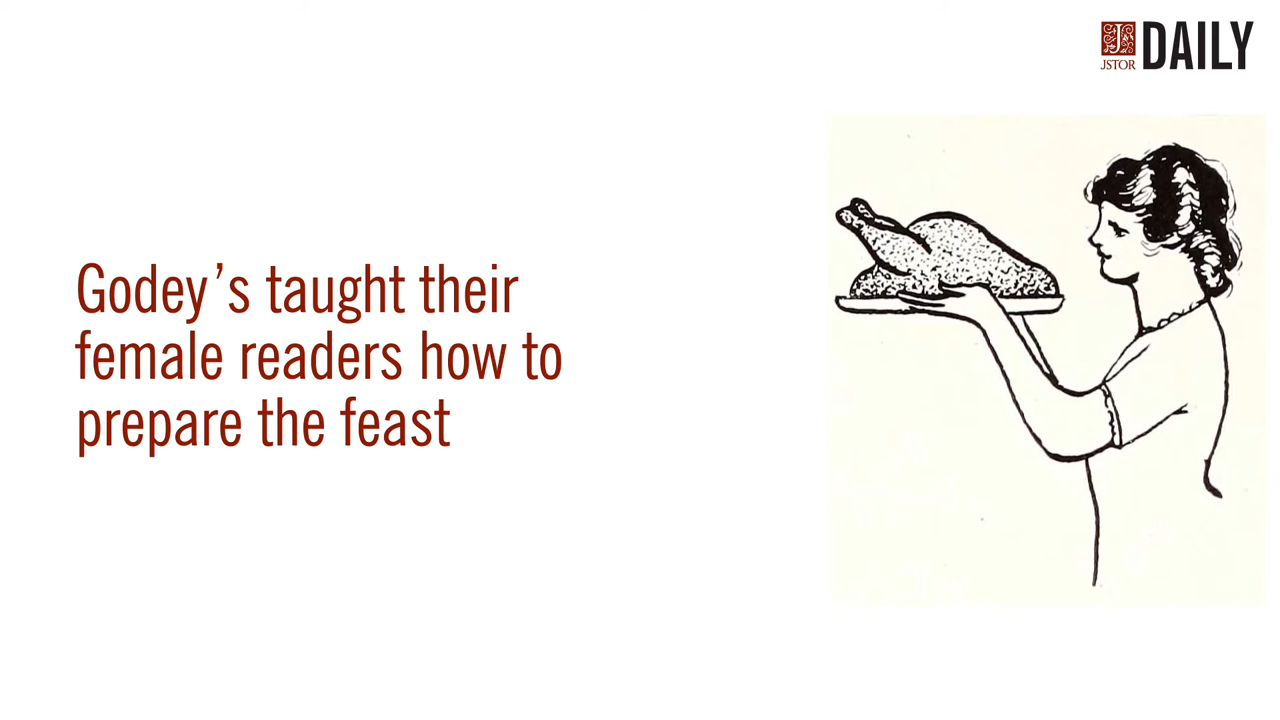 JSTOR DAILY
Godey’s taught their
female readers how to
prepare the feast